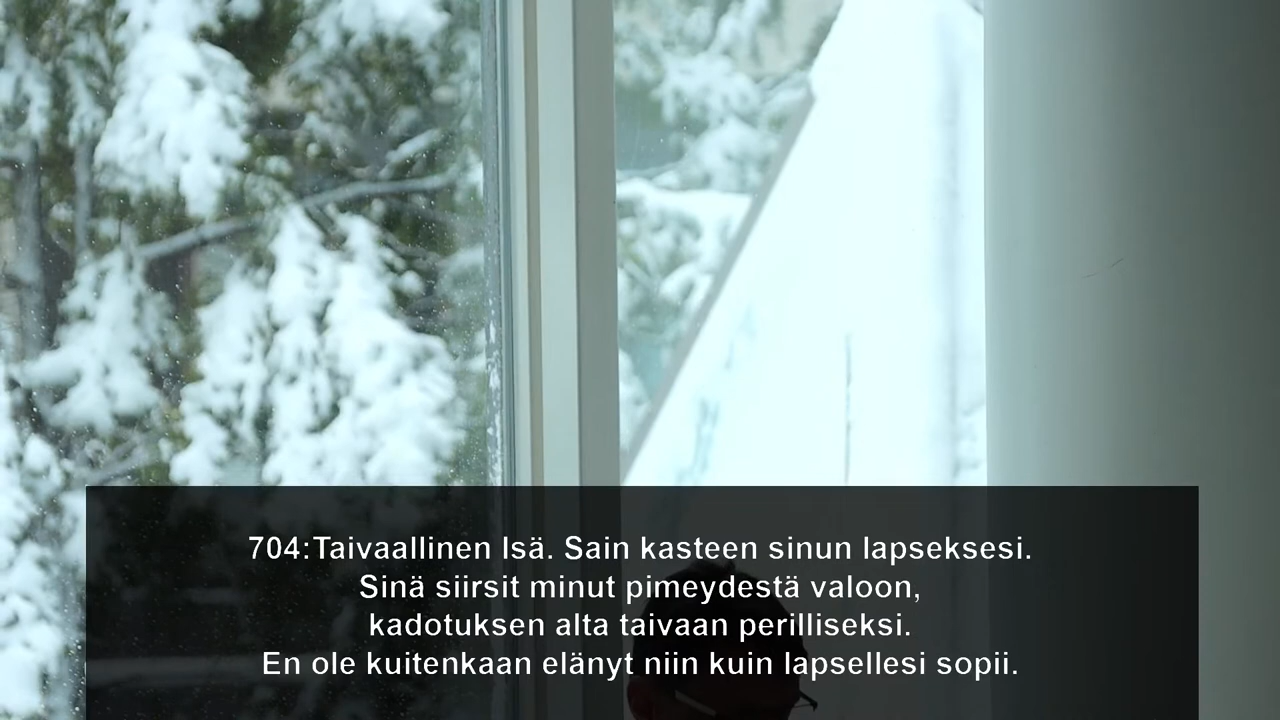 704:Taivaallinen Isä. Sain kasteen sinun lapseksesi.
Sinä siirsit minut pimeydestä valoon,
kadotuksen alta taivaan perilliseksi.
En ole kuitenkaan elänyt niin kuin lapsellesi sopii.